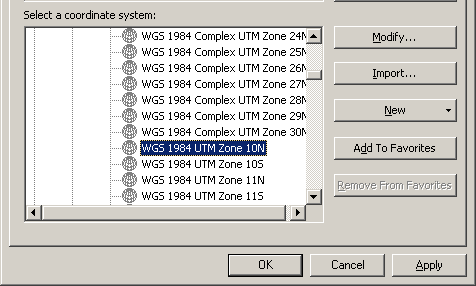 Select a coordinate system:
WGS 1984 Complex UTM Zone 24N
WGS 1984 Complex UTM Zone 25N
WGS 1984 Complex UTM Zone 26N
WGS 1984 Complex UTM Zone 27N
WGS 1984 Complex UTM Zone 28N
WGS 1984 Complex UTM Zone 29N
WGS 1984 Complex UTM Zone 30N
WGS 1984 UTM Zone 10N
WGS 1984 UTM Zone 10S
WGS 1984 UTM Zone 11N
WGS 1984 UTM Zone 11S
Modify...
Import...
New
Add To Favorites
Remove From Favorites
OK
Cancel
Apply